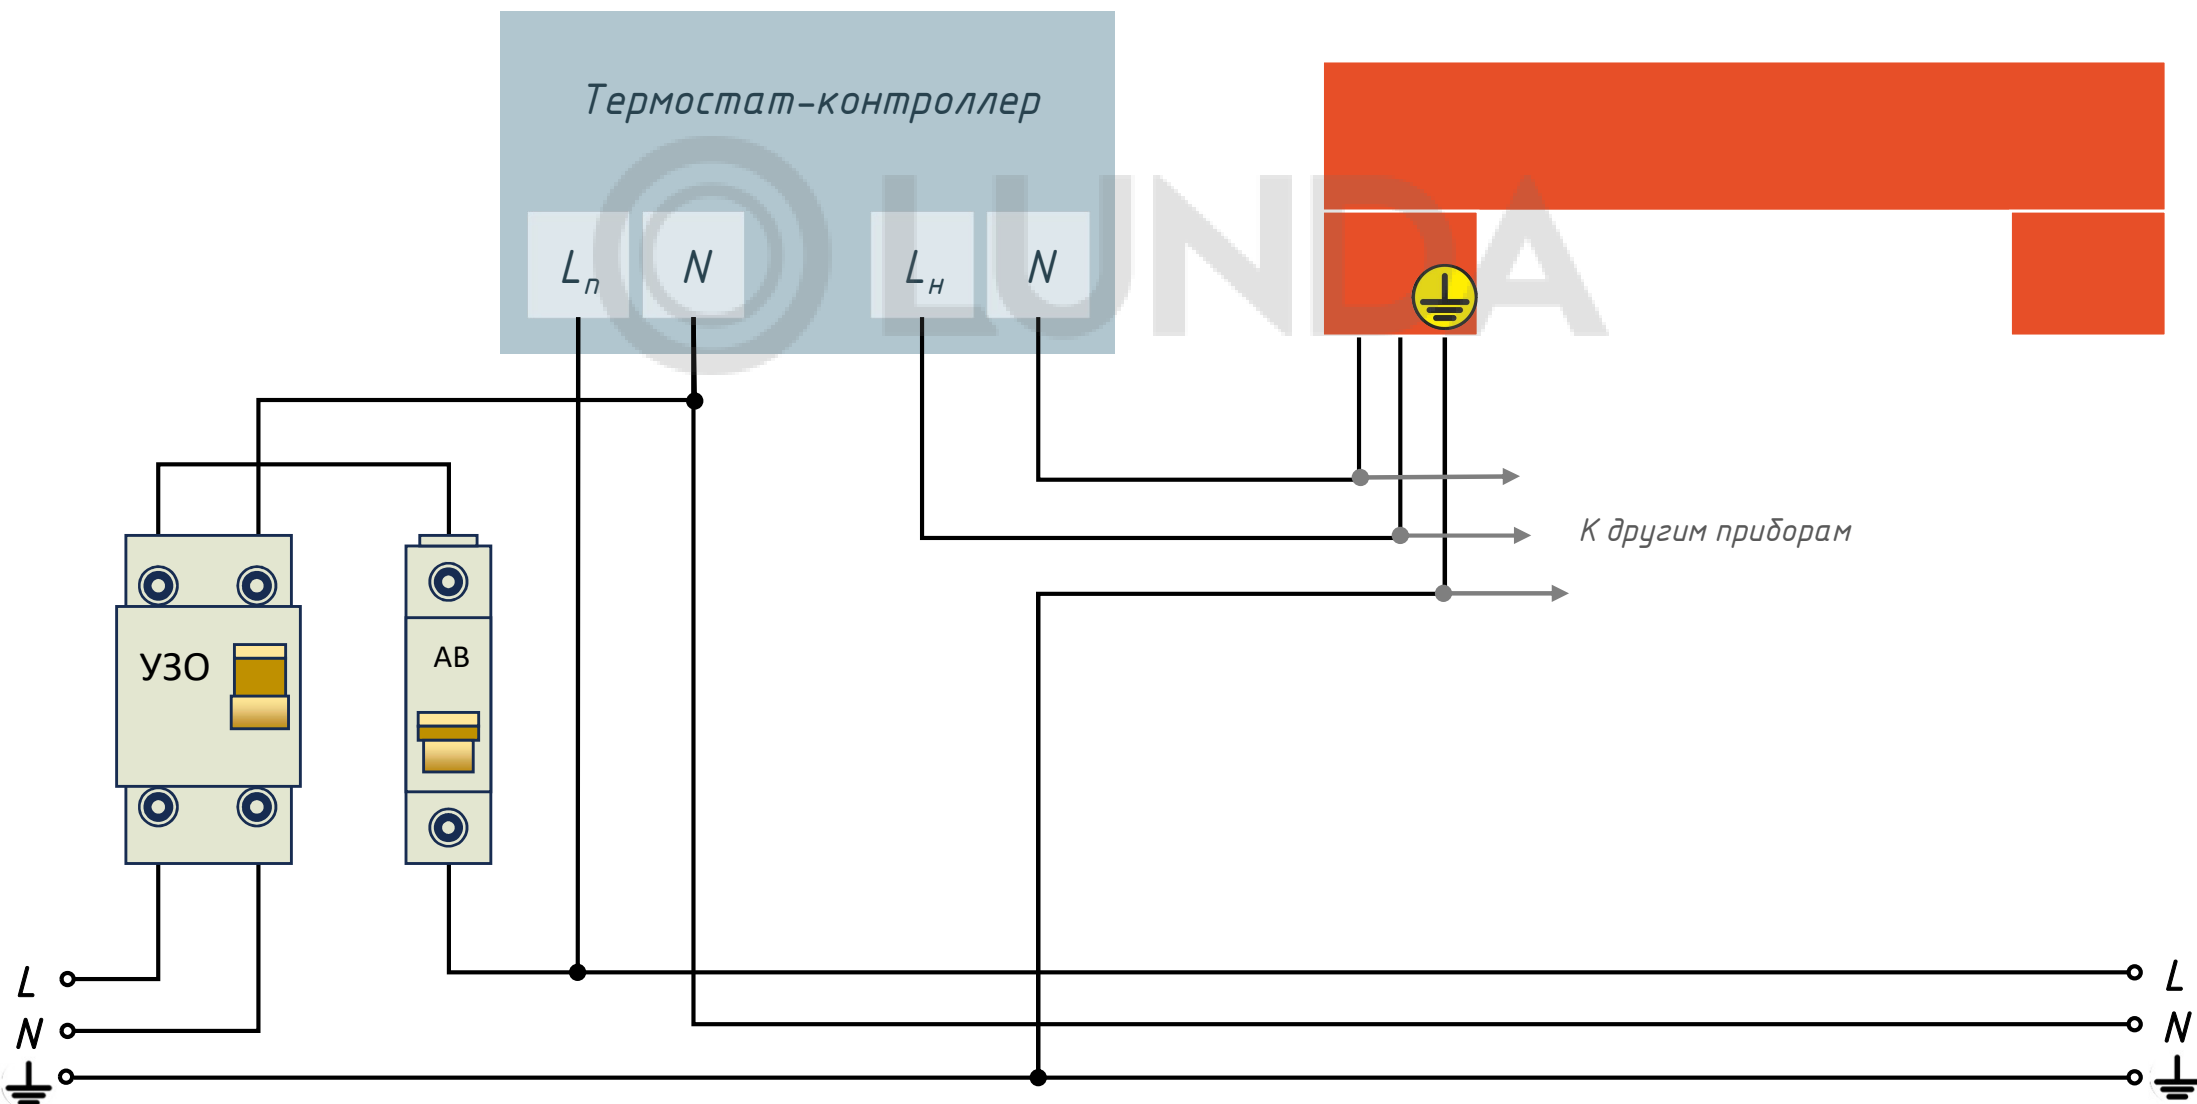 Термостат-контроллер
LUNDA
Lп N Lн N
К другим приборам
УЗО
АВ
L
L
N
N